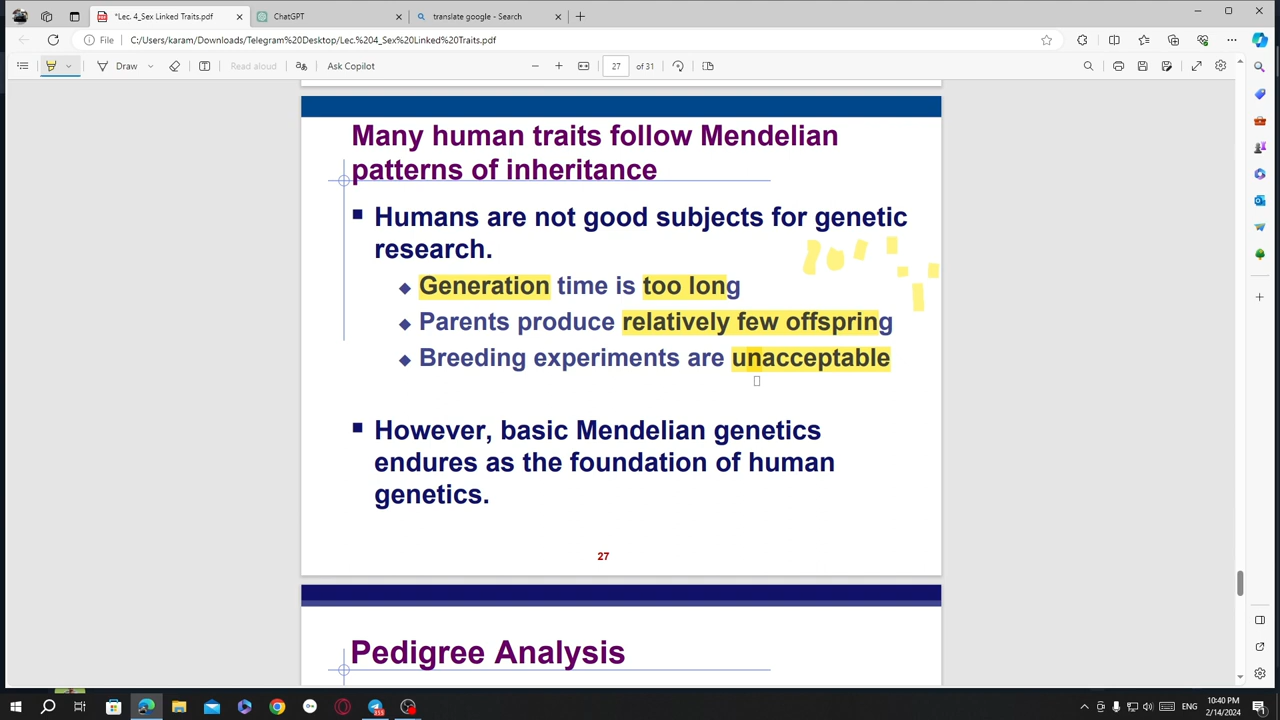 *Lec. 4_Sex Linked Traits.pdf
ChatGPT
translate google - Search
File
C:/Users/karam/Downloads/Telegram%20Desktop/Lec.%204_Sex%20Linked%20Traits.pdf
Draw
Read aloud
Ask Copilot
27
of 31
Many human traits follow Mendelian
patterns of inheritance
Humans are not good subjects for genetic
research.
Generation time is too long
Parents produce relatively few offspring
Breeding experiments are unacceptable
However, basic Mendelian genetics
endures as the foundation of human
genetics.
27
Pedigree Analysis
ENG
10:40 PM
2/14/2024